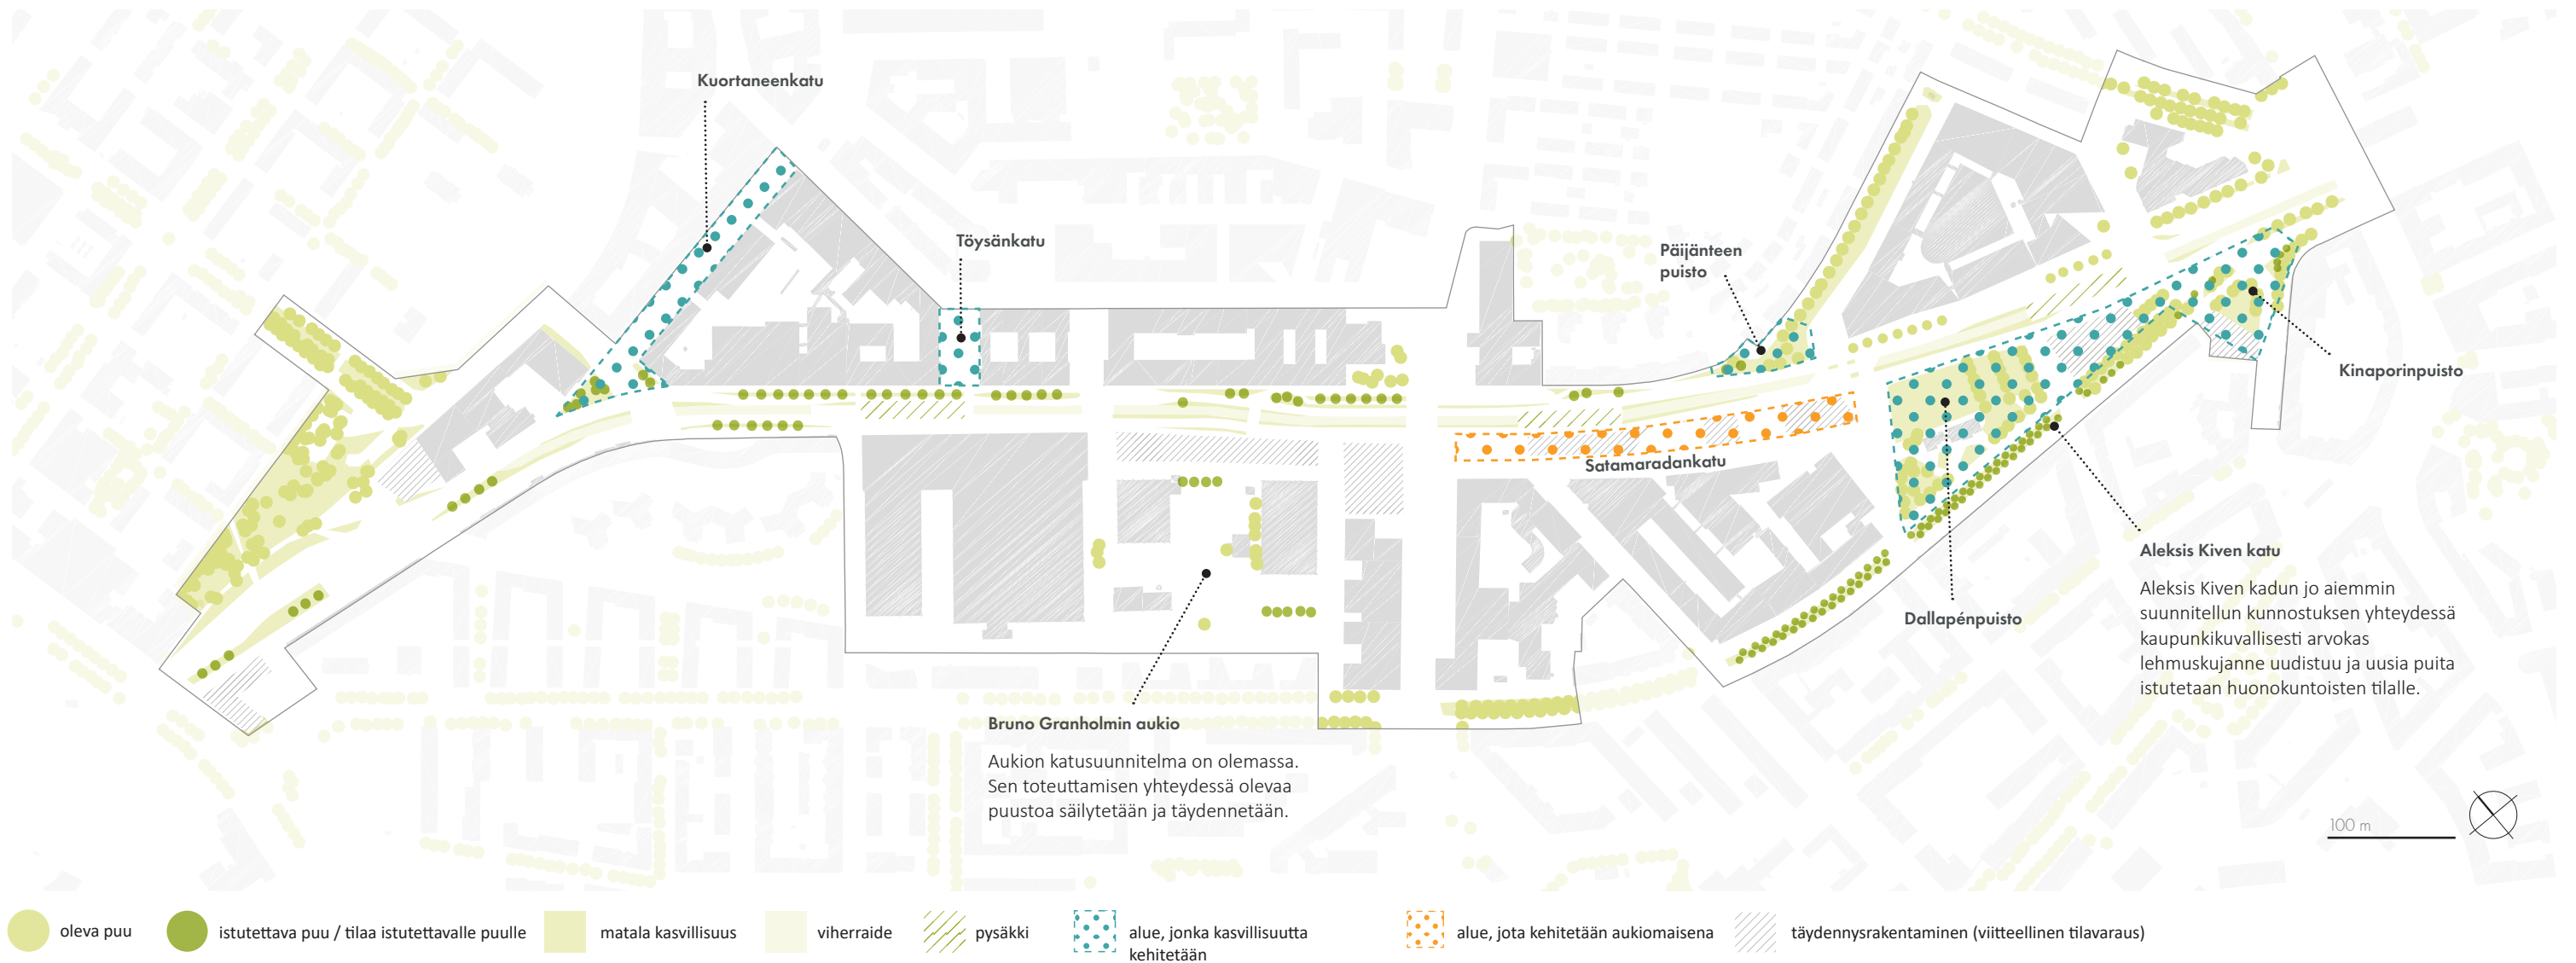 Kuortaneenkatu
Töysänkatu
Päijänteen
puisto
Kinaporinpuisto
Satamaradankatu
Aleksis Kiven katu
Aleksis Kiven kadun jo aiemmin
suunnitellun kunnostuksen yhteydessä
kaupunkikuvallisesti arvokas
lehmuskujanne uudistuu ja uusia puita
istutetaan huonokuntoisten tilalle.
Dallapénpuisto
Bruno Granholmin aukio
Aukion katusuunnitelma on olemassa.
Sen toteuttamisen yhteydessä olevaa
puustoa säilytetään ja täydennetään.
100 m
oleva puu
istutettava puu / tilaa istutettavalle puulle
matala kasvillisuus
viherraide
pysäkki
alue, jonka kasvillisuutta
kehitetään
alue, jota kehitetään aukiomaisena
täydennysrakentaminen (viitteellinen tilavaraus)